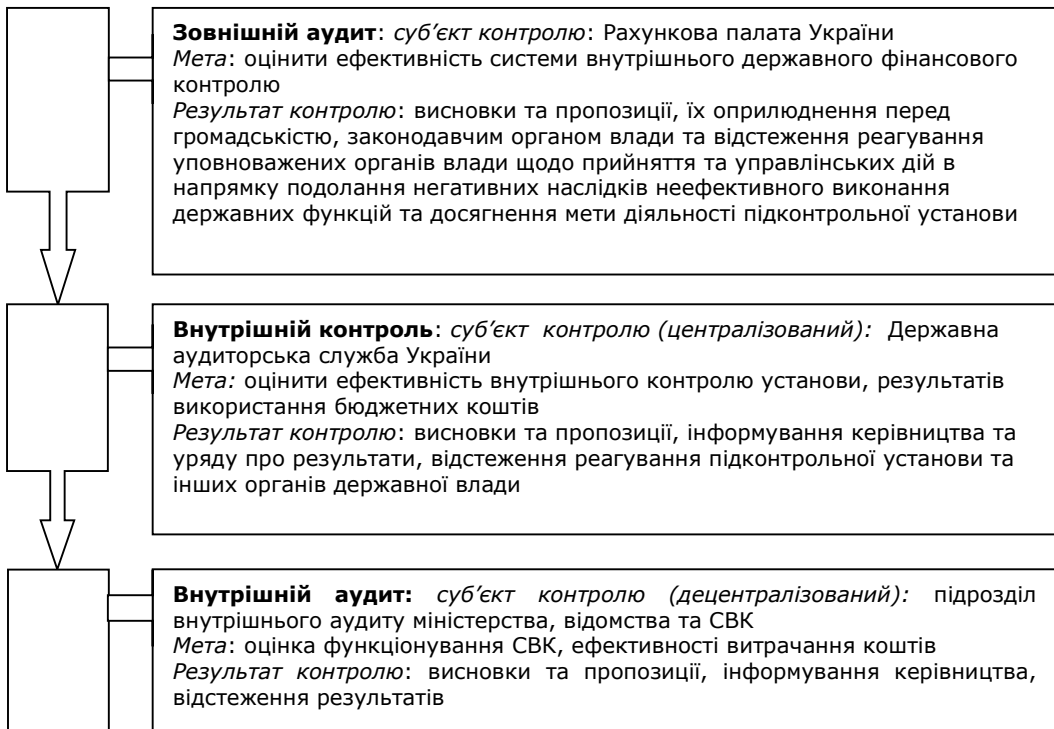 Зовнішній аудит: суб’єкт контролю: Рахункова палата України
Мета: оцінити ефективність системи внутрішнього державного фінансового
контролю
Результат контролю: висновки та пропозиції, їх оприлюднення перед
громадськістю, законодавчим органом влади та відстеження реагування
уповноважених органів влади щодо прийняття та управлінських дій в
напрямку подолання негативних наслідків неефективного виконання
державних функцій та досягнення мети діяльності підконтрольної установи
Внутрішній контроль: суб’єкт контролю (централізований): Державна
аудиторська служба України
Мета: оцінити ефективність внутрішнього контролю установи, результатів
використання бюджетних коштів
Результат контролю: висновки та пропозиції, інформування керівництва та
уряду про результати, відстеження реагування підконтрольної установи та
інших органів державної влади
Внутрішній аудит: суб’єкт контролю (децентралізований): підрозділ
внутрішнього аудиту міністерства, відомства та СВК
Мета: оцінка функціонування СВК, ефективності витрачання коштів
Результат контролю: висновки та пропозиції, інформування керівництва,
відстеження результатів